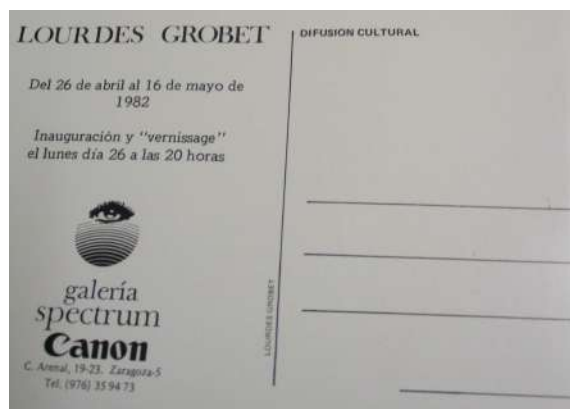 LOURDES GROBET
DIFUSION CULTURAL
Del 26 de abril al 16 de mayo de
1982
Inauguración y "vernissage"
el lunes día 26 a las 20 horas
galería
spectrum
Canon
C. Arenal, 19-23. Zaragoza-5
Tel. (976) 35 94 73
LOURDES GROBET